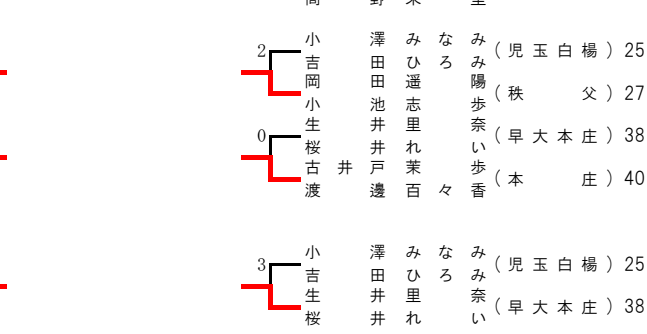 小澤みなみ
2 (児玉白楊) 25
吉田ひろみ
岡田遥陽
(秩父) 27
小池志歩
生井里奈
0 (早大本庄) 38
桜井れい
古井戸茉歩
(本庄) 40
渡邊百々香
小澤みなみ
3 (児玉白楊) 25
吉田ひろみ
生井里奈
(早大本庄) 38
桜井れい